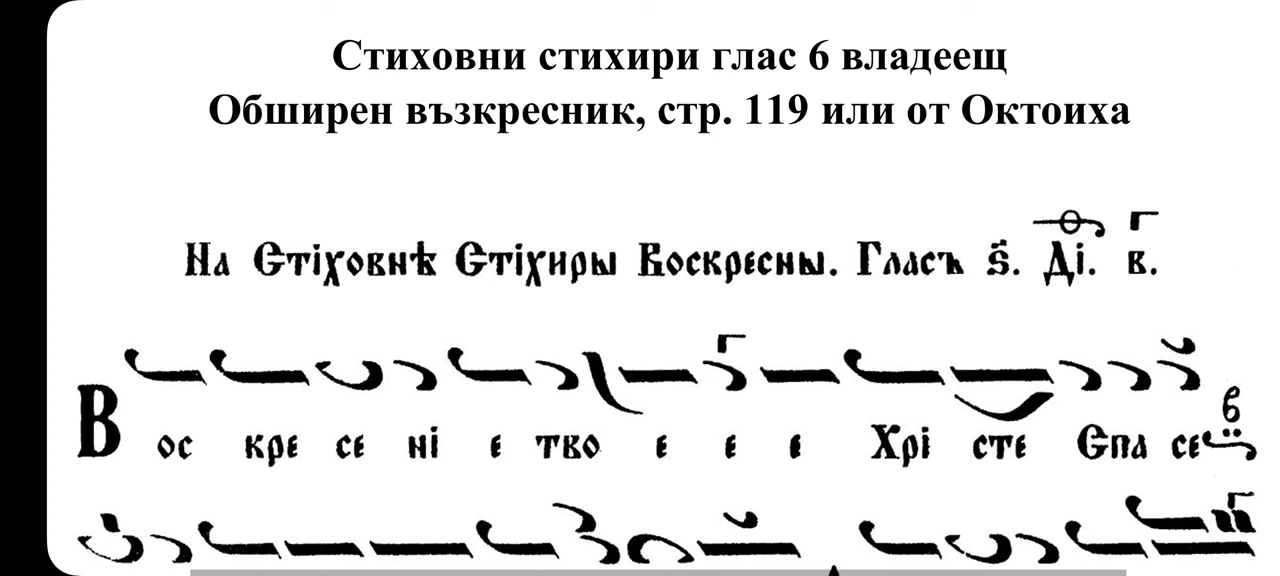 Стиховни стихири глас 6 владеещ
Обширен възкресник, стр. 119 или от Октоиха
На Стіховнѣ Стіхиры Воскресны. Гласъ ѕ҃. Ді. в.
Вос кре се ні е тво е е е Хрі сте Спа се